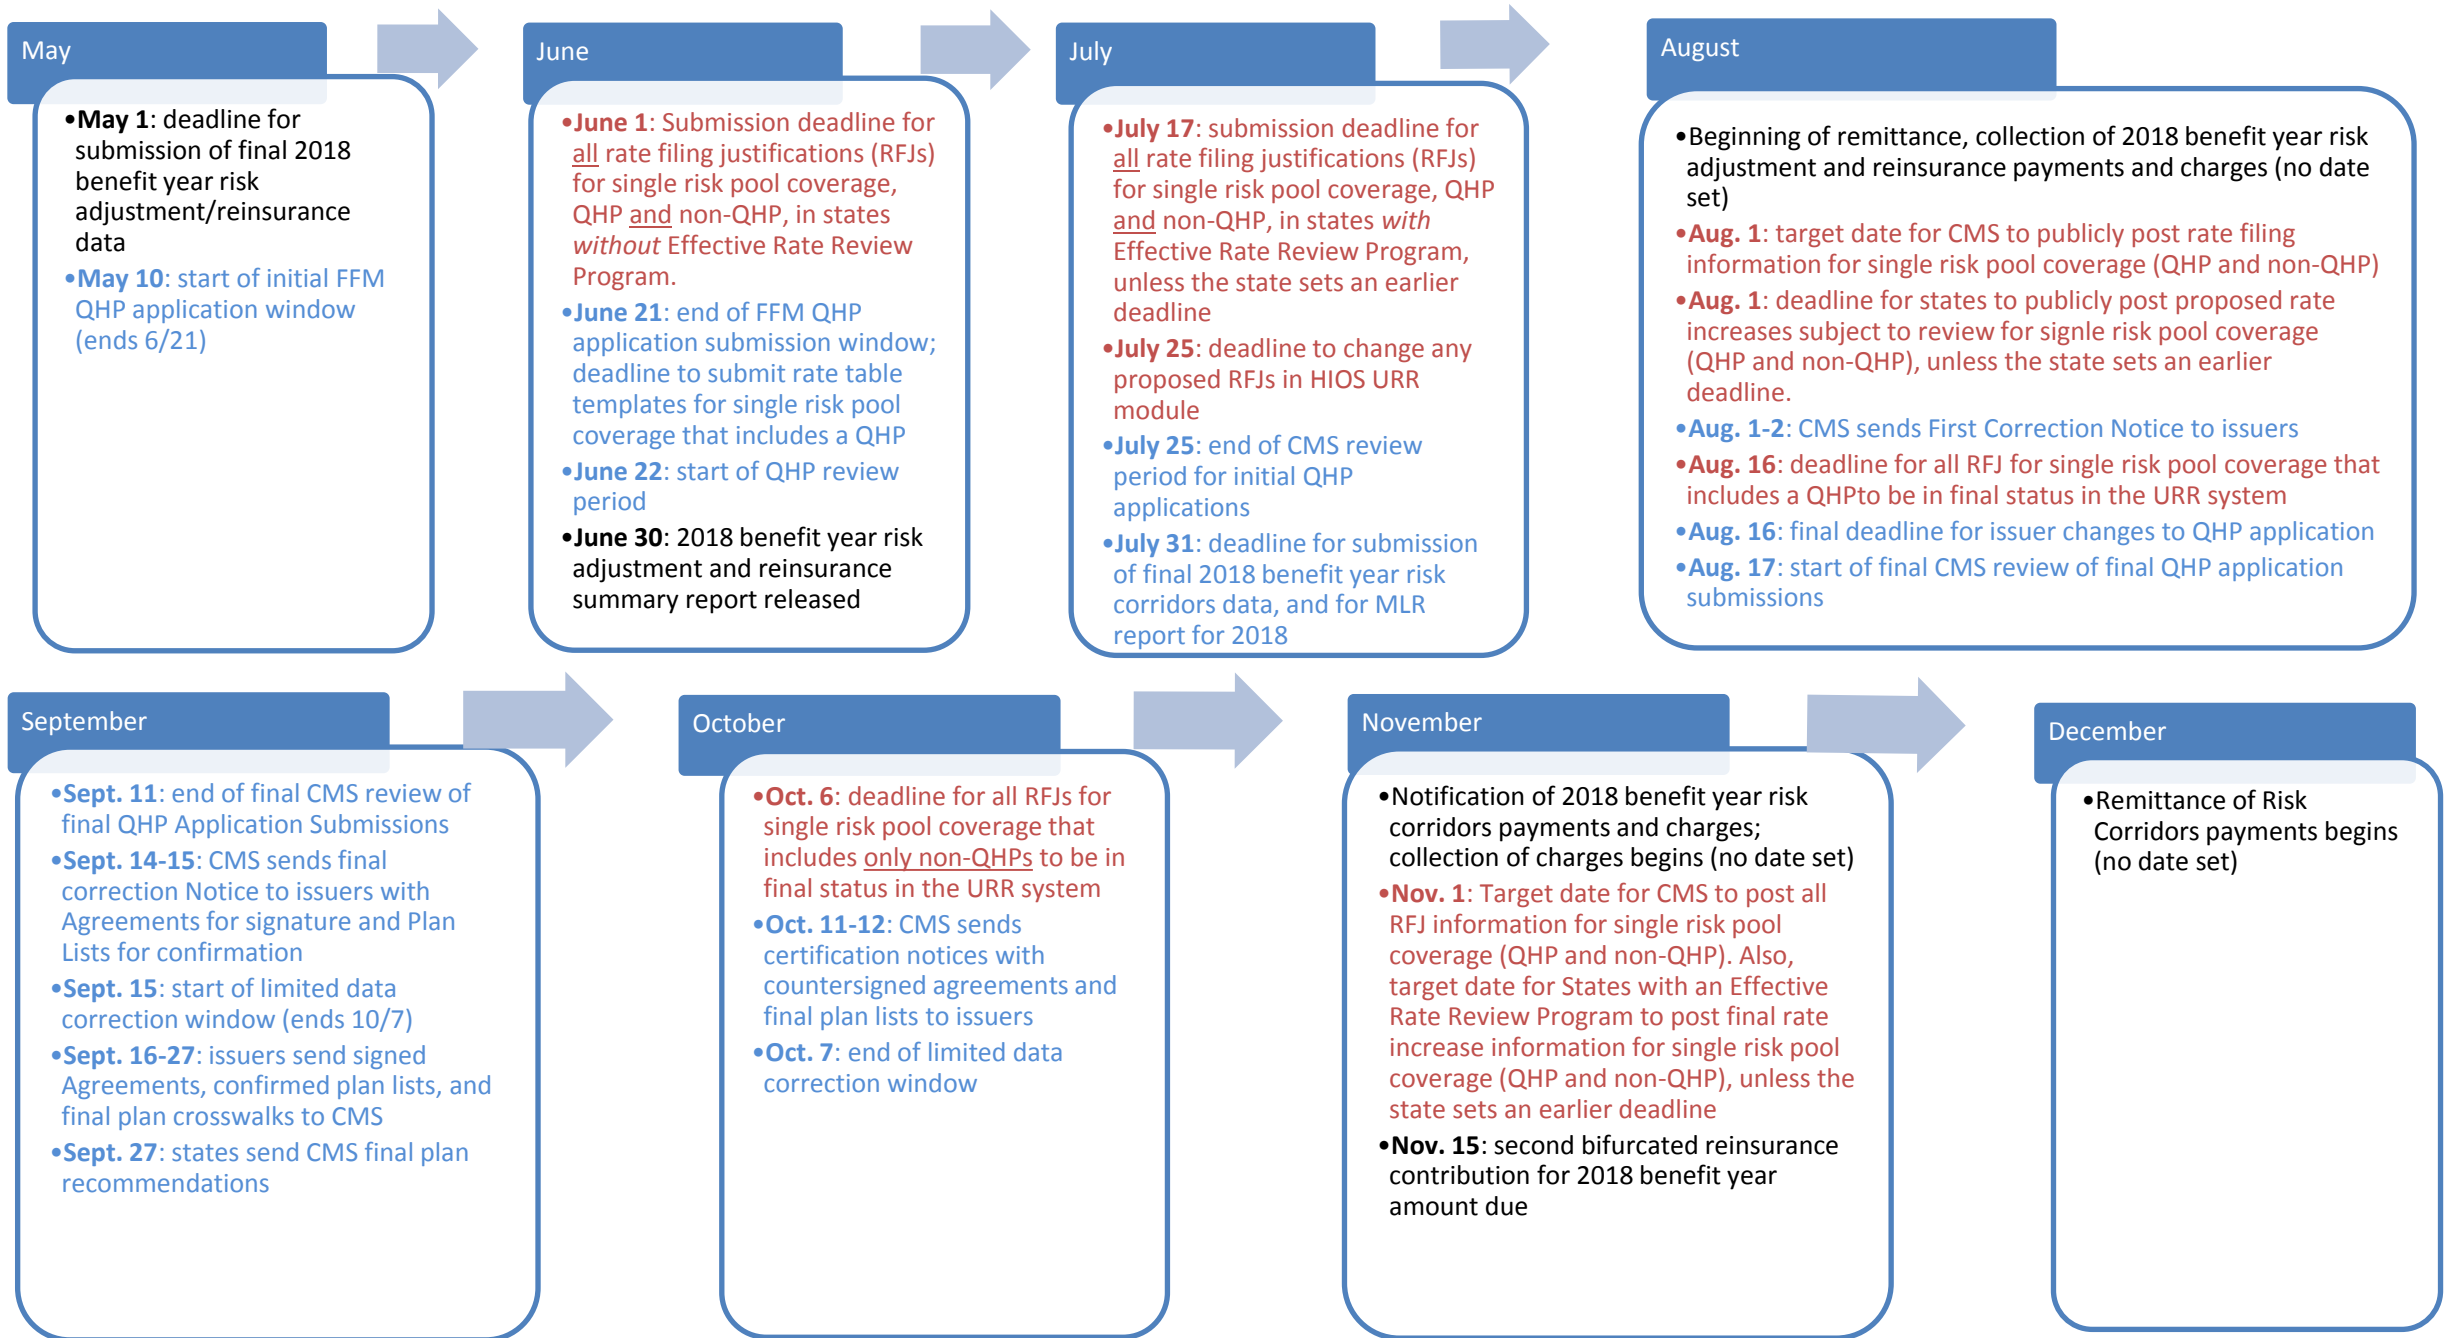 May
•May 1: deadline for
submission of final 2018
benefit year risk
adjustment/reinsurance
data
•May 10: start of initial FFM
QHP application window
(ends 6/21)
June
•June 1: Submission deadline for
all rate filing justifications (RFJs)
for single risk pool coverage,
QHP and non-QHP, in states
without Effective Rate Review
Program.
•June 21: end of FFM QHP
application submission window;
deadline to submit rate table
templates for single risk pool
coverage that includes a QHP
•June 22: start of QHP review
period
•June 30: 2018 benefit year risk
adjustment and reinsurance
summary report released
July
•July 17: submission deadline for
all rate filing justifications (RFJs)
for single risk pool coverage, QHP
and non-QHP, in states with
Effective Rate Review Program,
unless the state sets an earlier
deadline
•July 25: deadline to change any
proposed RFJs in HIOS URR
module
•July 25: end of CMS review
period for initial QHP
applications
•July 31: deadline for submission
of final 2018 benefit year risk
corridors data, and for MLR
report for 2018
August
•Beginning of remittance, collection of 2018 benefit year risk
adjustment and reinsurance payments and charges (no date
set)
•Aug. 1: target date for CMS to publicly post rate filing
information for single risk pool coverage (QHP and non-QHP)
•Aug. 1: deadline for states to publicly post proposed rate
increases subject to review for signle risk pool coverage
(QHP and non-QHP), unless the state sets an earlier
deadline.
•Aug. 1-2: CMS sends First Correction Notice to issuers
•Aug. 16: deadline for all RFJ for single risk pool coverage that
includes a QHPto be in final status in the URR system
•Aug. 16: final deadline for issuer changes to QHP application
•Aug. 17: start of final CMS review of final QHP application
submissions
September
•Sept. 11: end of final CMS review of
final QHP Application Submissions
•Sept. 14-15: CMS sends final
correction Notice to issuers with
Agreements for signature and Plan
Lists for confirmation
•Sept. 15: start of limited data
correction window (ends 10/7)
•Sept. 16-27: issuers send signed
Agreements, confirmed plan lists, and
final plan crosswalks to CMS
•Sept. 27: states send CMS final plan
recommendations
October
•Oct. 6: deadline for all RFJs for
single risk pool coverage that
includes only non-QHPs to be in
final status in the URR system
•Oct. 11-12: CMS sends
certification notices with
countersigned agreements and
final plan lists to issuers
•Oct. 7: end of limited data
correction window
November
•Notification of 2018 benefit year risk
corridors payments and charges;
collection of charges begins (no date set)
•Nov. 1: Target date for CMS to post all
RFJ information for single risk pool
coverage (QHP and non-QHP). Also,
target date for States with an Effective
Rate Review Program to post final rate
increase information for single risk pool
coverage (QHP and non-QHP), unless the
state sets an earlier deadline
•Nov. 15: second bifurcated reinsurance
contribution for 2018 benefit year
amount due
December
•Remittance of Risk
Corridors payments begins
(no date set)